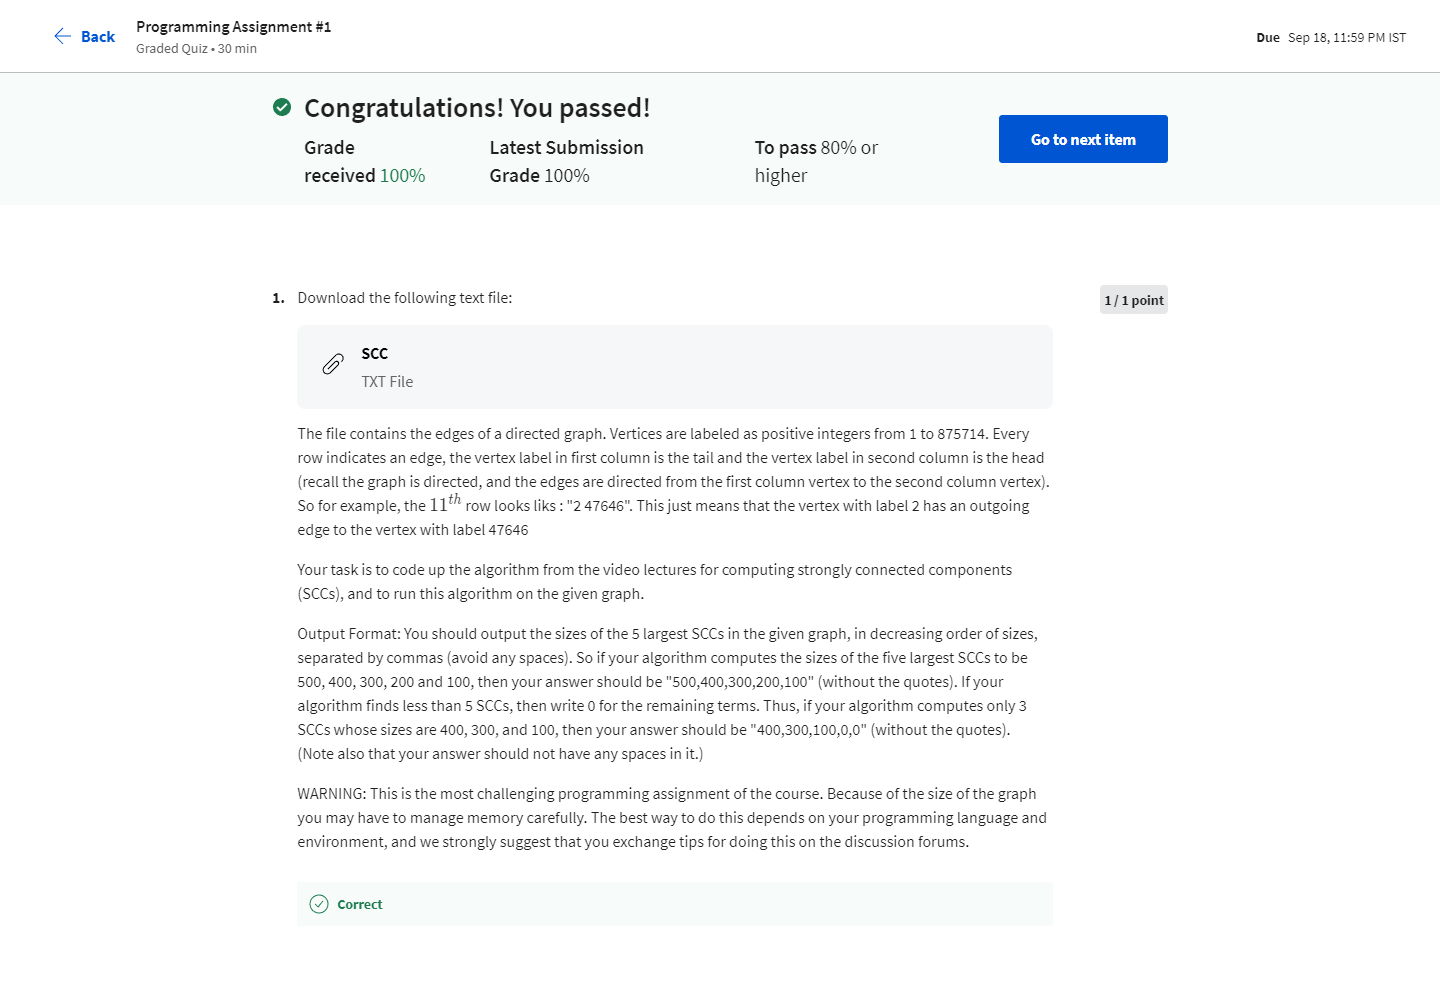 Back
Programming Assignment #1
Graded Quiz • 30 min
Due Sep 18, 11:59 PM IST
Congratulations! You passed!
Grade received 100%
Latest Submission Grade 100%
To pass 80% or higher
Go to next item
1. Download the following text file:
1 / 1 point
SCC
TXT File
The file contains the edges of a directed graph. Vertices are labeled as positive integers from 1 to 875714. Every
row indicates an edge, the vertex label in first column is the tail and the vertex label in second column is the head
(recall the graph is directed, and the edges are directed from the first column vertex to the second column vertex).
So for example, the 11th row looks liks : "2 47646". This just means that the vertex with label 2 has an outgoing
edge to the vertex with label 47646
Your task is to code up the algorithm from the video lectures for computing strongly connected components
(SCCs), and to run this algorithm on the given graph.
Output Format: You should output the sizes of the 5 largest SCCs in the given graph, in decreasing order of sizes,
separated by commas (avoid any spaces). So if your algorithm computes the sizes of the five largest SCCs to be
500, 400, 300, 200 and 100, then your answer should be "500,400,300,200,100" (without the quotes). If your
algorithm finds less than 5 SCCs, then write 0 for the remaining terms. Thus, if your algorithm computes only 3
SCCs whose sizes are 400, 300, and 100, then your answer should be "400,300,100,0,0" (without the quotes).
(Note also that your answer should not have any spaces in it.)
WARNING: This is the most challenging programming assignment of the course. Because of the size of the graph
you may have to manage memory carefully. The best way to do this depends on your programming language and
environment, and we strongly suggest that you exchange tips for doing this on the discussion forums.
Correct